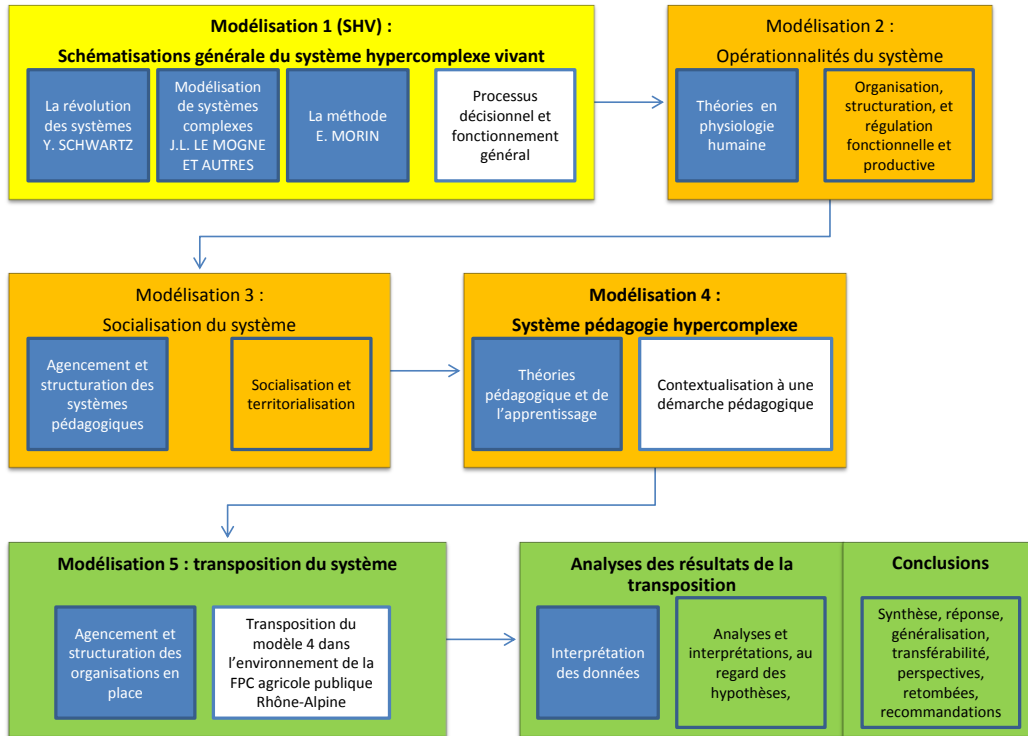 Modélisation 1 (SHV) :
Schématisations générale du système hypercomplexe vivant
La révolution
des systèmes
Y. SCHWARTZ
Modélisation
de systèmes
complexes
J.L. LE MOGNE
ET AUTRES
La méthode
E. MORIN
Processus
décisionnel et
fonctionnement
général
Modélisation 2 :
Opérationnalités du système
Théories en
physiologie
humaine
Organisation,
structuration, et
régulation
fonctionnelle et
productive
Modélisation 3 :
Socialisation du système
Agencement et
structuration des
systèmes
pédagogiques
Socialisation et
territorialisation
Modélisation 4 :
Système pédagogie hypercomplexe
Théories
pédagogique et de
l’apprentissage
Contextualisation à une
démarche pédagogique
Modélisation 5 : transposition du système
Agencement et
structuration des
organisations en
place
Transposition du
modèle 4 dans
l’environnement de la
FPC agricole publique
Rhône-Alpine
Analyses des résultats de la
transposition
Interprétation
des données
Analyses et
interprétations, au
regard des
hypothèses,
Conclusions
Synthèse, réponse,
généralisation,
transférabilité,
perspectives,
retombées,
recommandations